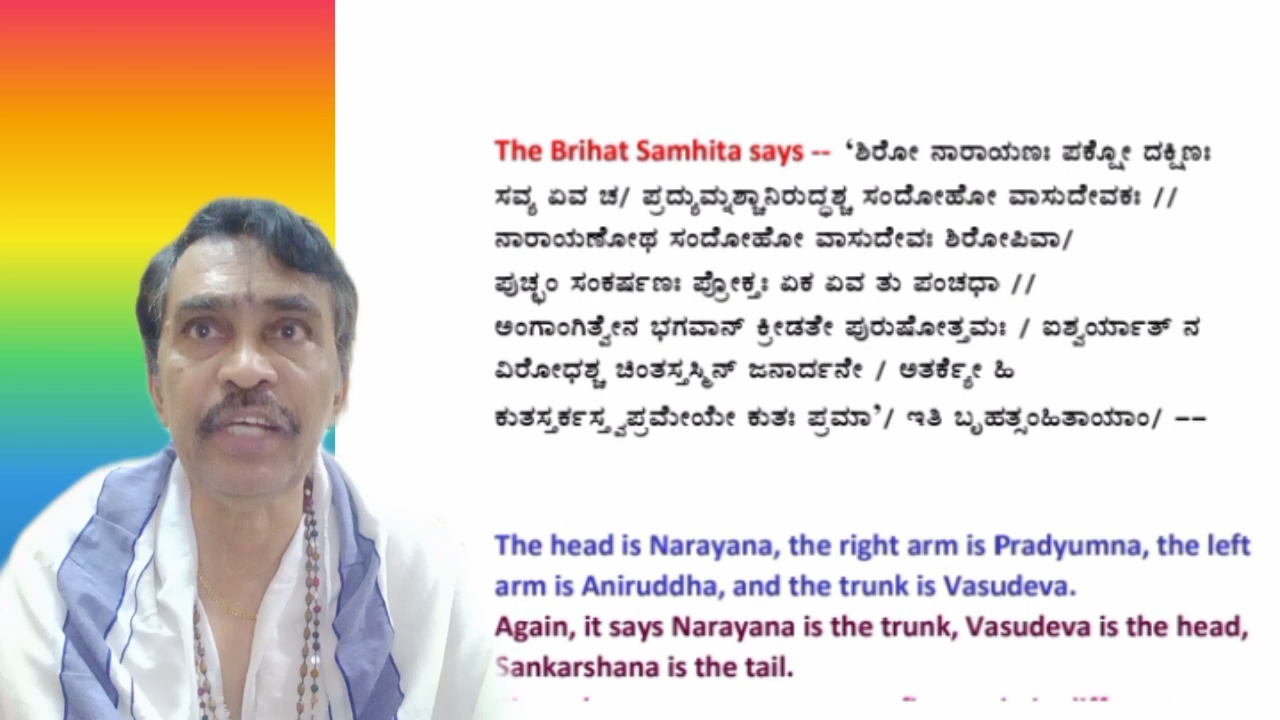 The Brihat Samhita says -- ‘ಶಿರೋ ನಾರಾಯಣಃ ಪಕ್ಷೋ ದಕ್ಷಿಣಃ
ಸವ್ಯ ಏವ ಚ/ ಪ್ರದ್ಯುಮ್ನಶ್ಚಾನಿರುದ್ಧಶ್ಚ ಸಂದೋಹೋ ವಾಸುದೇವಕಃ //
ನಾರಾಯಣೋಥ ಸಂದೋಹೋ ವಾಸುದೇವಃ ಶಿರೋಪಿವಾ/
ಪುಚ್ಛಂ ಸಂಕರ್ಷಣಃ ಪ್ರೋಕ್ತಃ ಏಕ ಏವ ತು ಪಂಚಧಾ //
ಅಂಗಾಂಗಿತ್ವೇನ ಭಗವಾನ್ ಕ್ರೀಡತೇ ಪುರುಷೋತ್ತಮಃ / ಐಶ್ವರ್ಯಾತ್ ನ
ವಿರೋಧಶ್ಚ ಚಿಂತಸ್ತಸ್ಮಿನ್ ಜನಾರ್ದನೇ / ಅತರ್ಕ್ಯೇ ಹಿ
ಕುತಸ್ತರ್ಕಸ್ತ್ವಪ್ರಮೇಯೇ ಕುತಃ ಪ್ರಮಾ’/ ಇತಿ ಬೃಹತ್ಸಂಹಿತಾಯಾಂ/ --
The head is Narayana, the right arm is Pradyumna, the left
arm is Aniruddha, and the trunk is Vasudeva.
Again, it says Narayana is the trunk, Vasudeva is the head,
Sankarshana is the tail.